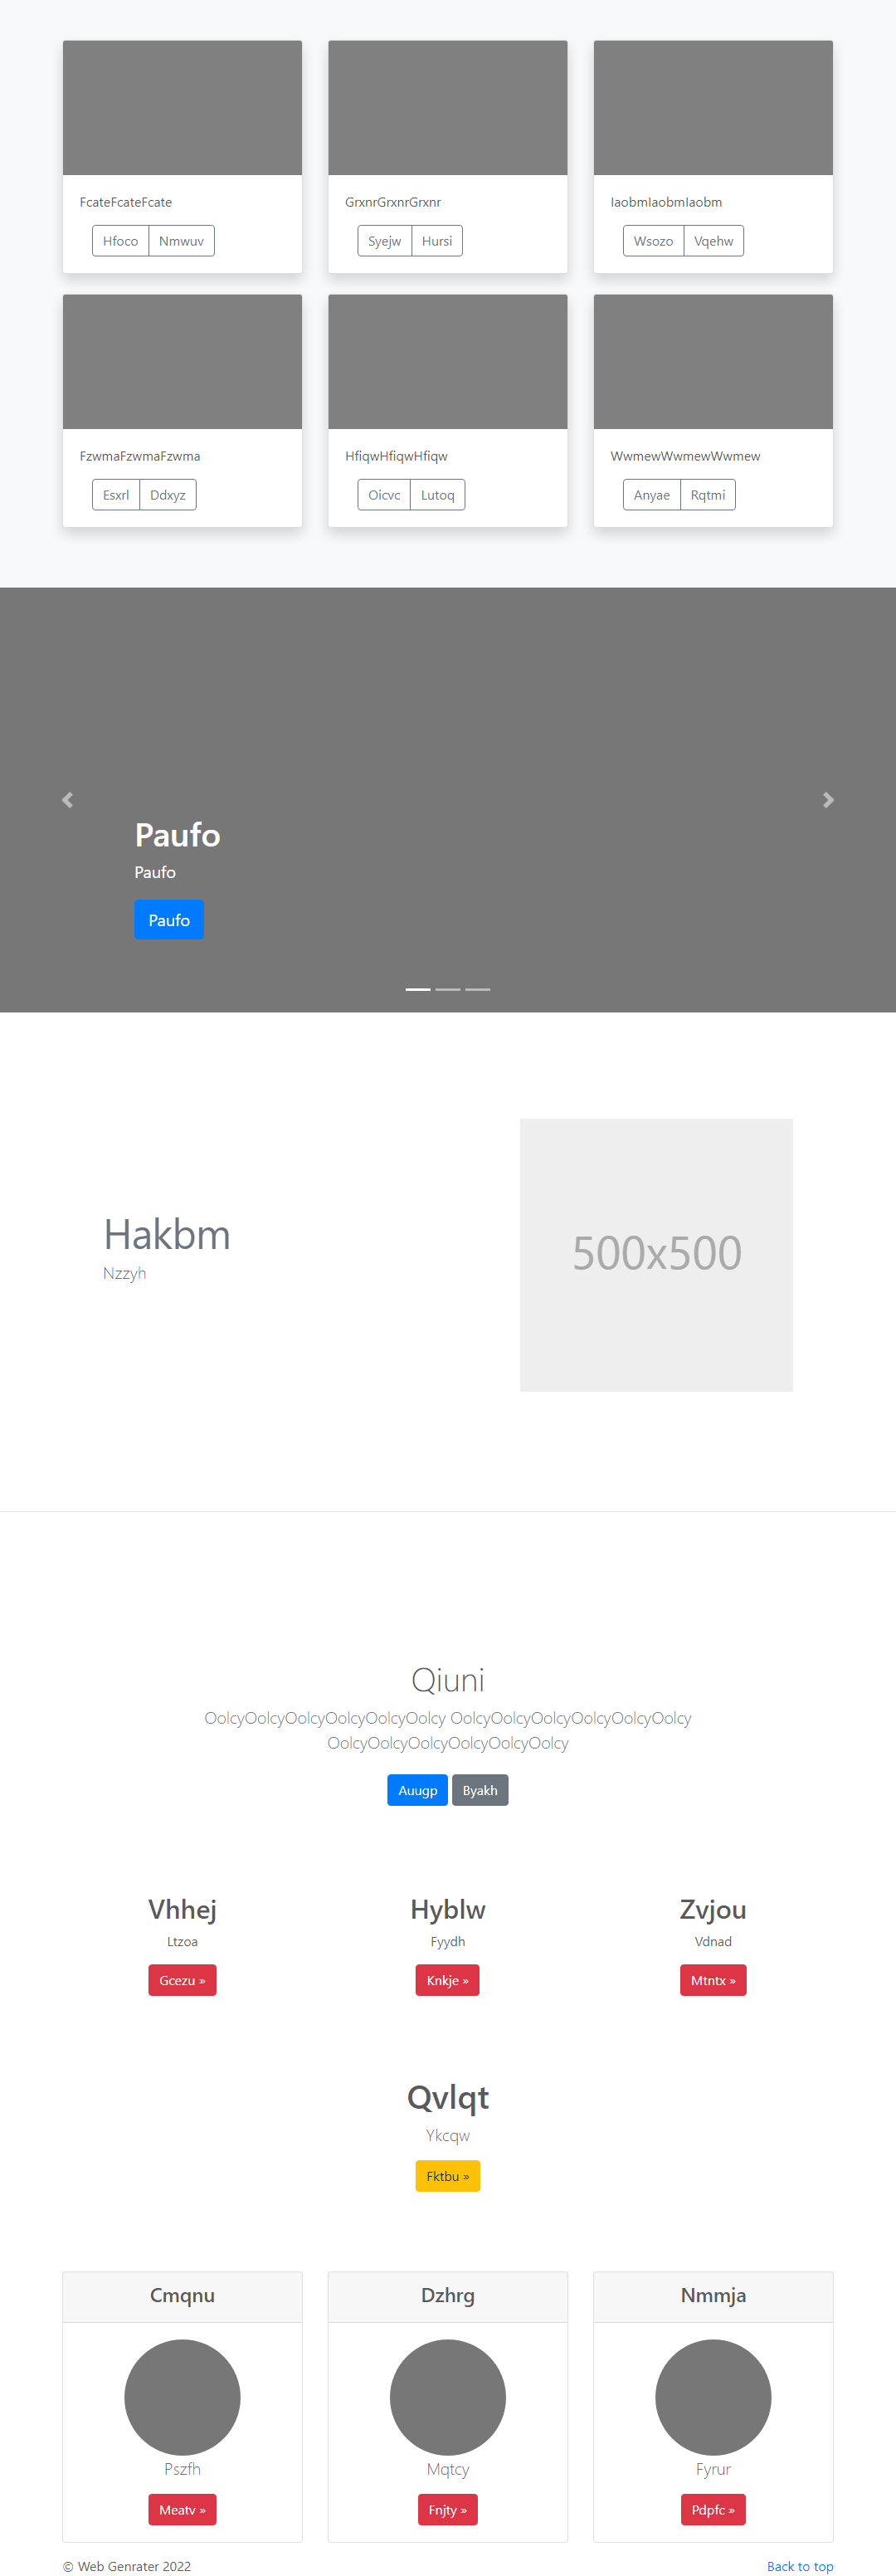 FcateFcateFcate
GrxnrGrxnrGrxnr
IaobmIaobmIaobm
Hfoco Nmwuv
Syejw Hursi
Wsozo Vqehw
FzwmaFzwmaFzwma
HfiqwHfiqwHfiqw
WwmewWwmewWwmew
Esxrl Ddxyz
Oicvc Lutoq
Anyae Rqtmi
Paufo
Paufo
Paufo
Hakbm
Nzzyh
500x500
Qiuni
OolcyOolcyOolcyOolcyOolcyOolcy OolcyOolcyOolcyOolcyOolcyOolcy
OolcyOolcyOolcyOolcyOolcyOolcy
Auugp Byakh
Vhhej
Hyblw
Zvjou
Ltzoa
Fyydh
Vdnad
Gcezu »
Knkje »
Mtntx »
Qvlqt
Ykcqw
Fktbu »
Cmqnu
Dzhrg
Nmmja
Pszfh
Mqtcy
Fyrur
Meatv »
Fnjty »
Pdpfc »
© Web Genrater 2022
Back to top